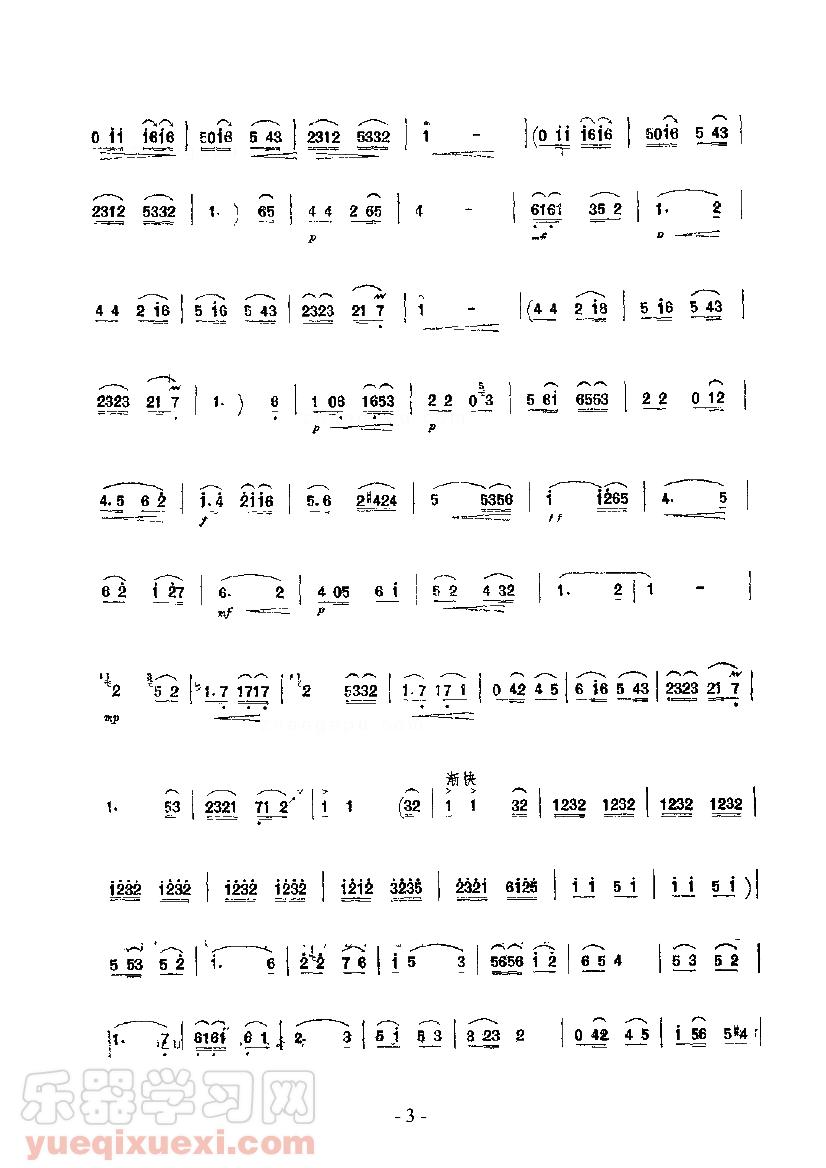 0 i i i6i6 | 50i6 5 43 | 2312 5332 | 1 - | (0 i i i6i6 | 50i6 5 43 |
2312 5332 | 1. ) 65 | 4 4 2 65 | 4 - | 6161 35 2 | 1. 2 |
p mf p
4 4 2 i6 | 5 i6 5 43 | 2323 21 7 | 1 - | (4 4 2 i6 | 5 i6 5 43 |
2323 21 7 | 1. ) 6 | 1 06 1653 | 2 2 0 3 | 5 6i 6563 | 2 2 0 12 |
p p
4.5 6 2 | i.4 2ii6 | 5.6 2#424 | 5 5356 | i i265 | 4. 5 |
f ff
6 2 i 27 | 6. 2 | 4 05 6 i | 5 2 4 32 | 1. 2 | 1 - |
mf p
2 5 2 | 1.7 1717 | 2 5332 | 1.7 17 1 | 0 42 4 5 | 6 i6 5 43 | 2323 21 7 |
mp
渐快
1. 53 | 2321 71 2 | 1 1 (32 | 1 1 32 | 1232 1232 | 1232 1232 |
i232 i232 | i232 i232 | i2i2 3235 | 232i 6i25 | i i 5 i | i i 5 i ) |
5 53 5 2 | i. 6 | 2 2 7 6 | i 5 3 | 5656 i 2 | 6 5 4 | 5 3 5 2 |
1. 7 | 6161 6 1 | 2. 3 | 5 i 6 3 | 3 23 2 | 0 42 4 5 | i 56 5#4 |
乐器学习网
- 3 -
yueqixuexi.com